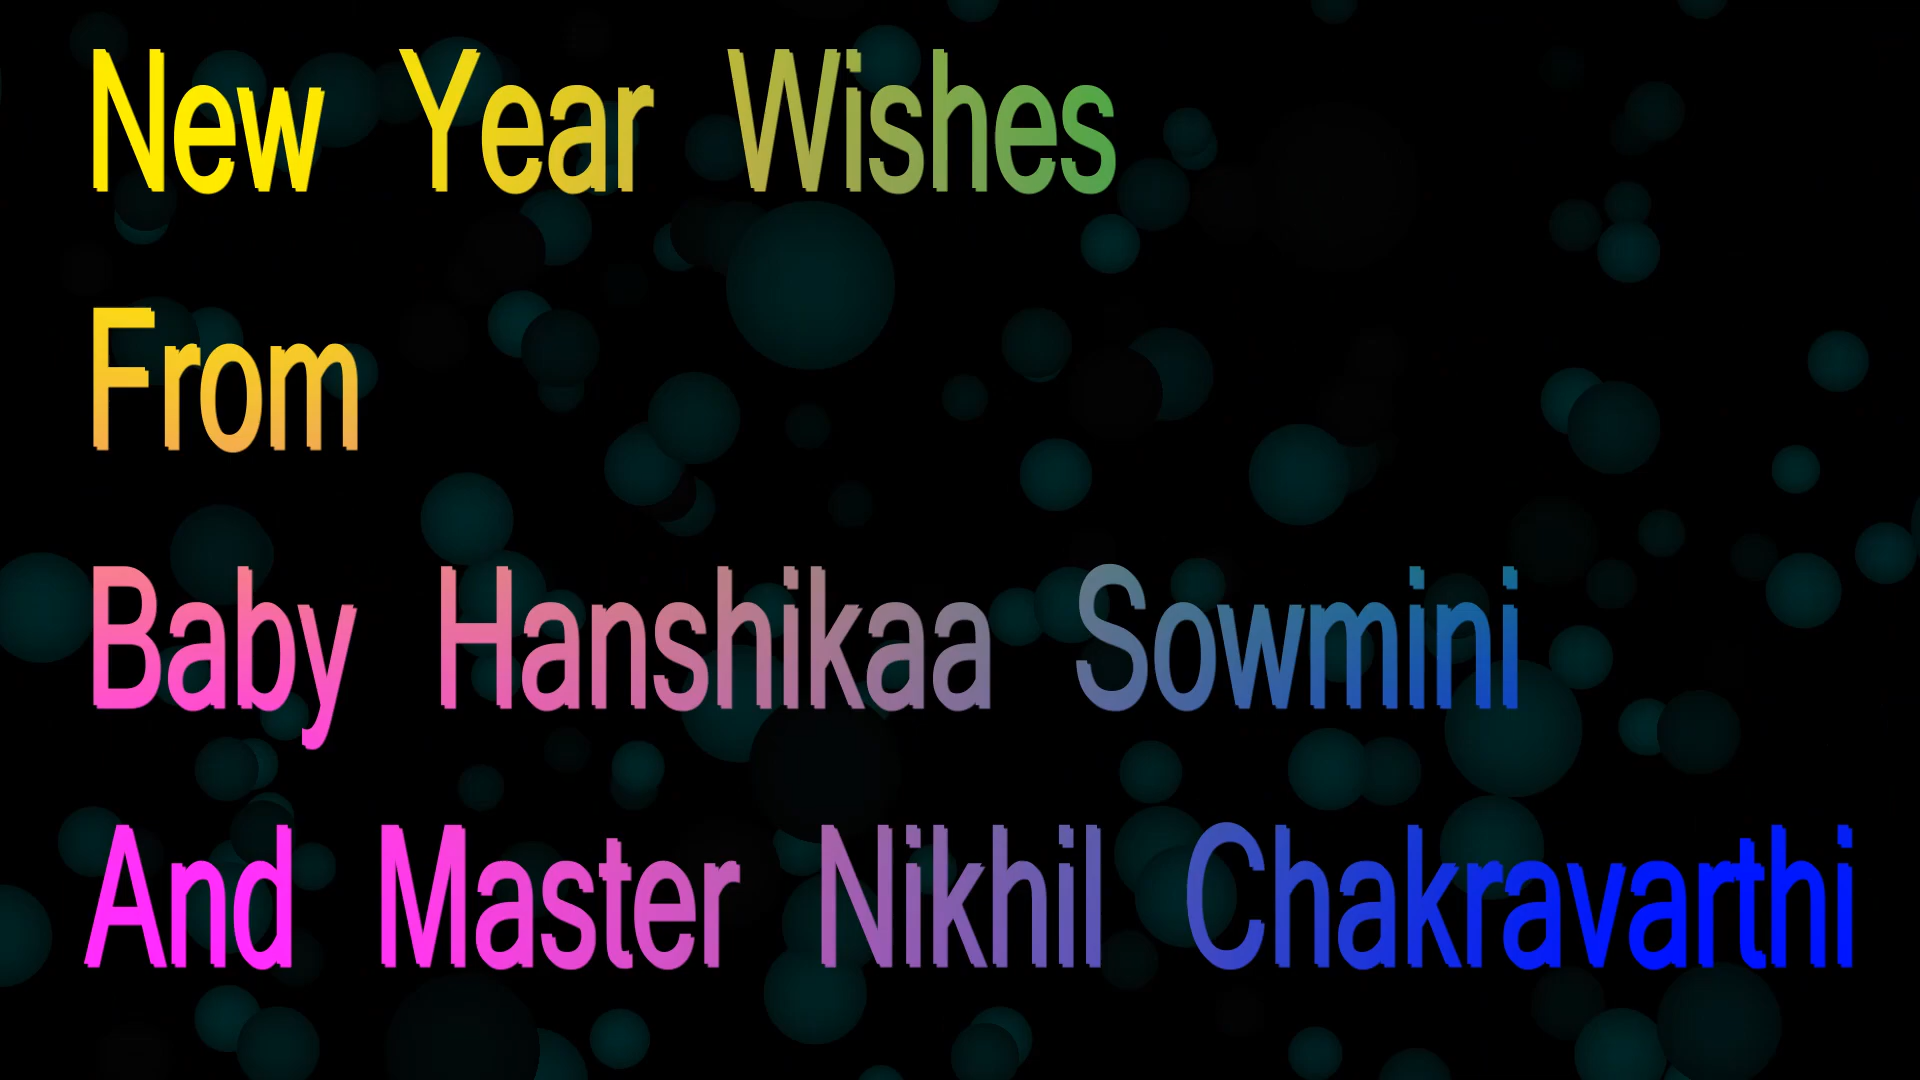 New Year Wishes
From
Baby Hanshikaa Sowmini
And Master Nikhil Chakravarthi